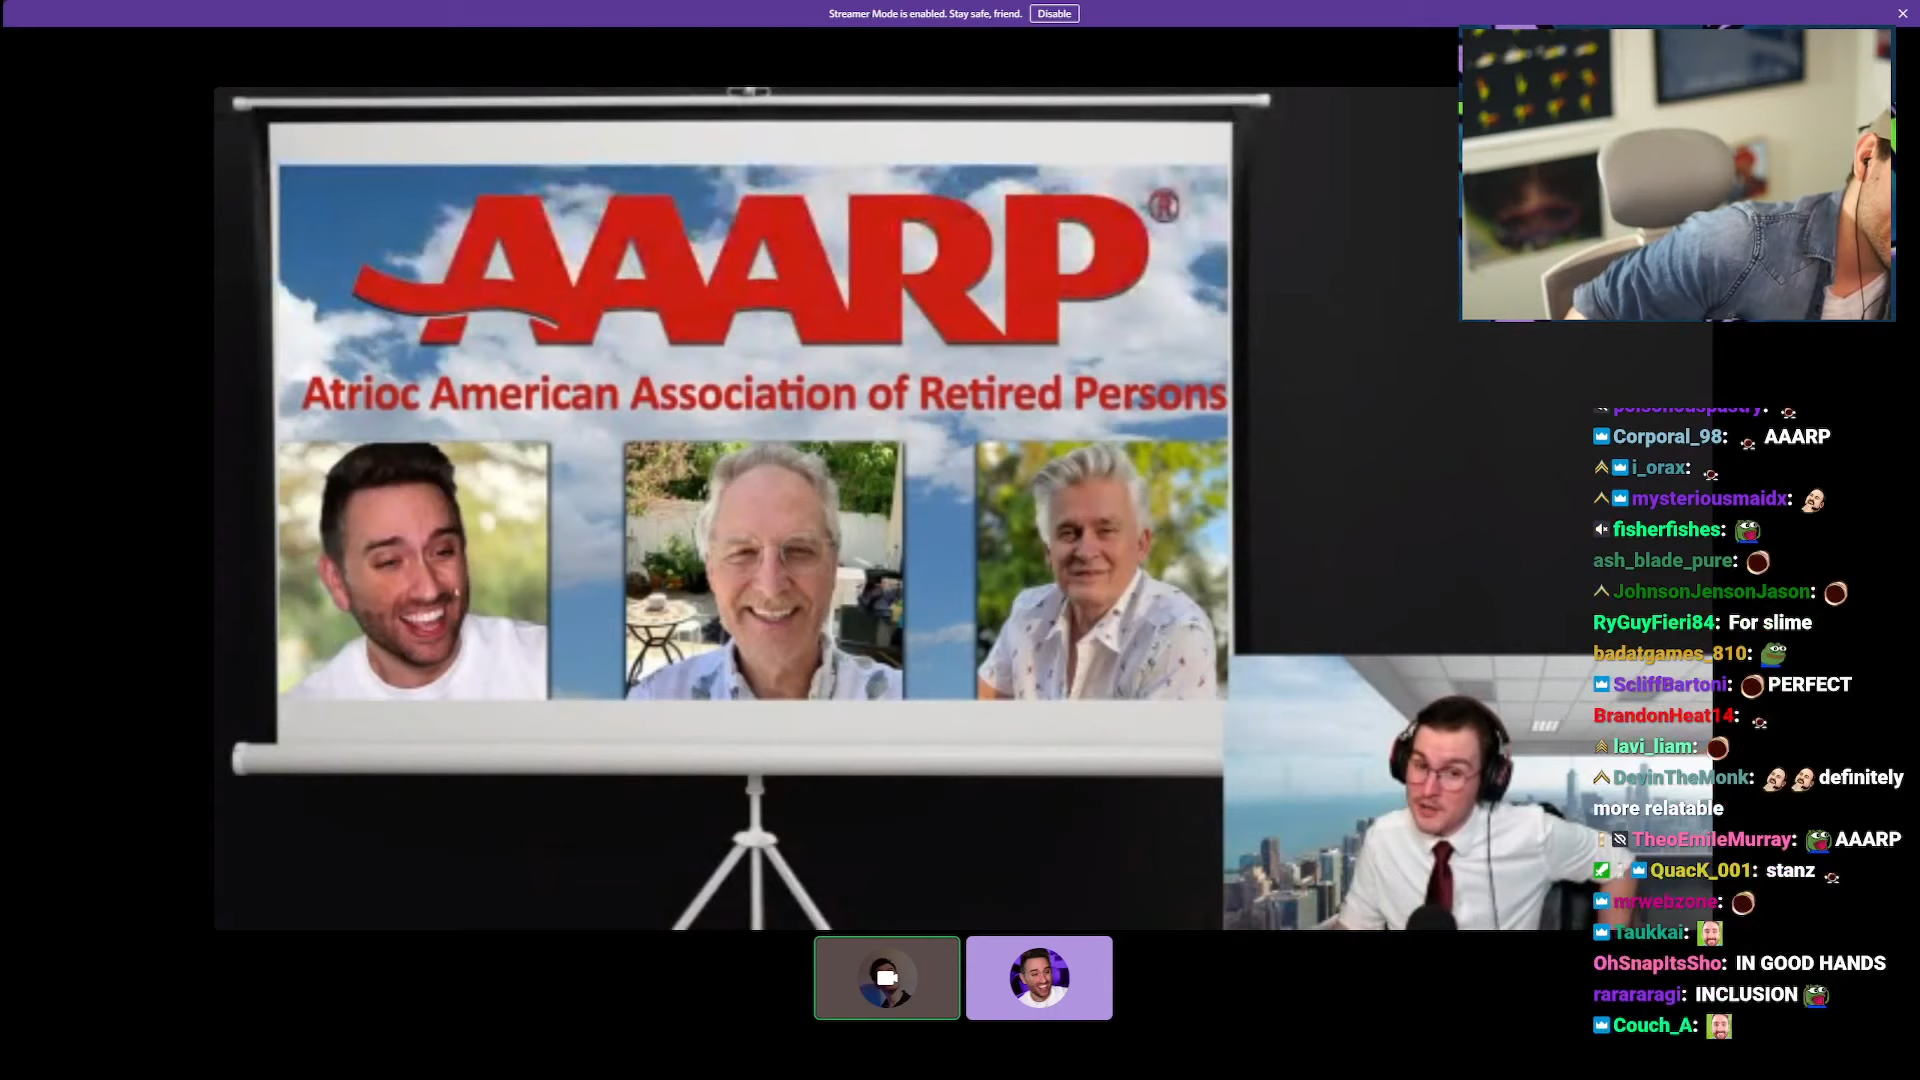 Streamer Mode is enabled. Stay safe, friend. Disable
AAARP®
Atrioc American Association of Retired Persons
poisonouspastry:
Corporal_98: AAARP
i_orax:
mysteriousmaidx:
fisherfishes:
ash_blade_pure:
JohnsonJensonJason:
RyGuyFieri84: For slime
badatgames_810:
ScliffBartoni: PERFECT
BrandonHeat14:
lavi_liam:
DevinTheMonk: definitely
more relatable
TheoEmileMurray: AAARP
QuacK_001: stanz
mrwebzone:
Taukkai:
OhSnapItsSho: IN GOOD HANDS
rarararagi: INCLUSION
Couch_A: